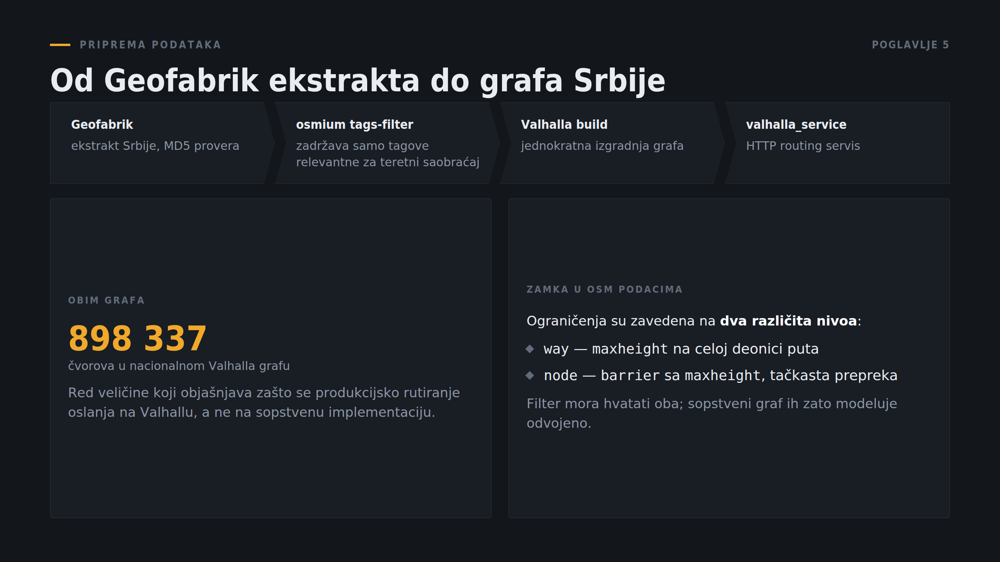 PRIPREMA PODATAKA
POGLAVLJE 5
Od Geofabrik ekstrakta do grafa Srbije
Geofabrik
ekstrakt Srbije, MD5 provera
osmium tags-filter
zadržava samo tagove
relevantne za teretni saobraćaj
Valhalla build
jednokratna izgradnja grafa
valhalla_service
HTTP routing servis
OBIM GRAFA
898 337
čvorova u nacionalnom Valhalla grafu
Red veličine koji objašnjava zašto se produkcijsko rutiranje
oslanja na Valhallu, a ne na sopstvenu implementaciju.
ZAMKA U OSM PODACIMA
Ograničenja su zavedena na dva različita nivoa:
way — maxheight na celoj deonici puta
node — barrier sa maxheight, tačkasta prepreka
Filter mora hvatati oba; sopstveni graf ih zato modeluje
odvojeno.